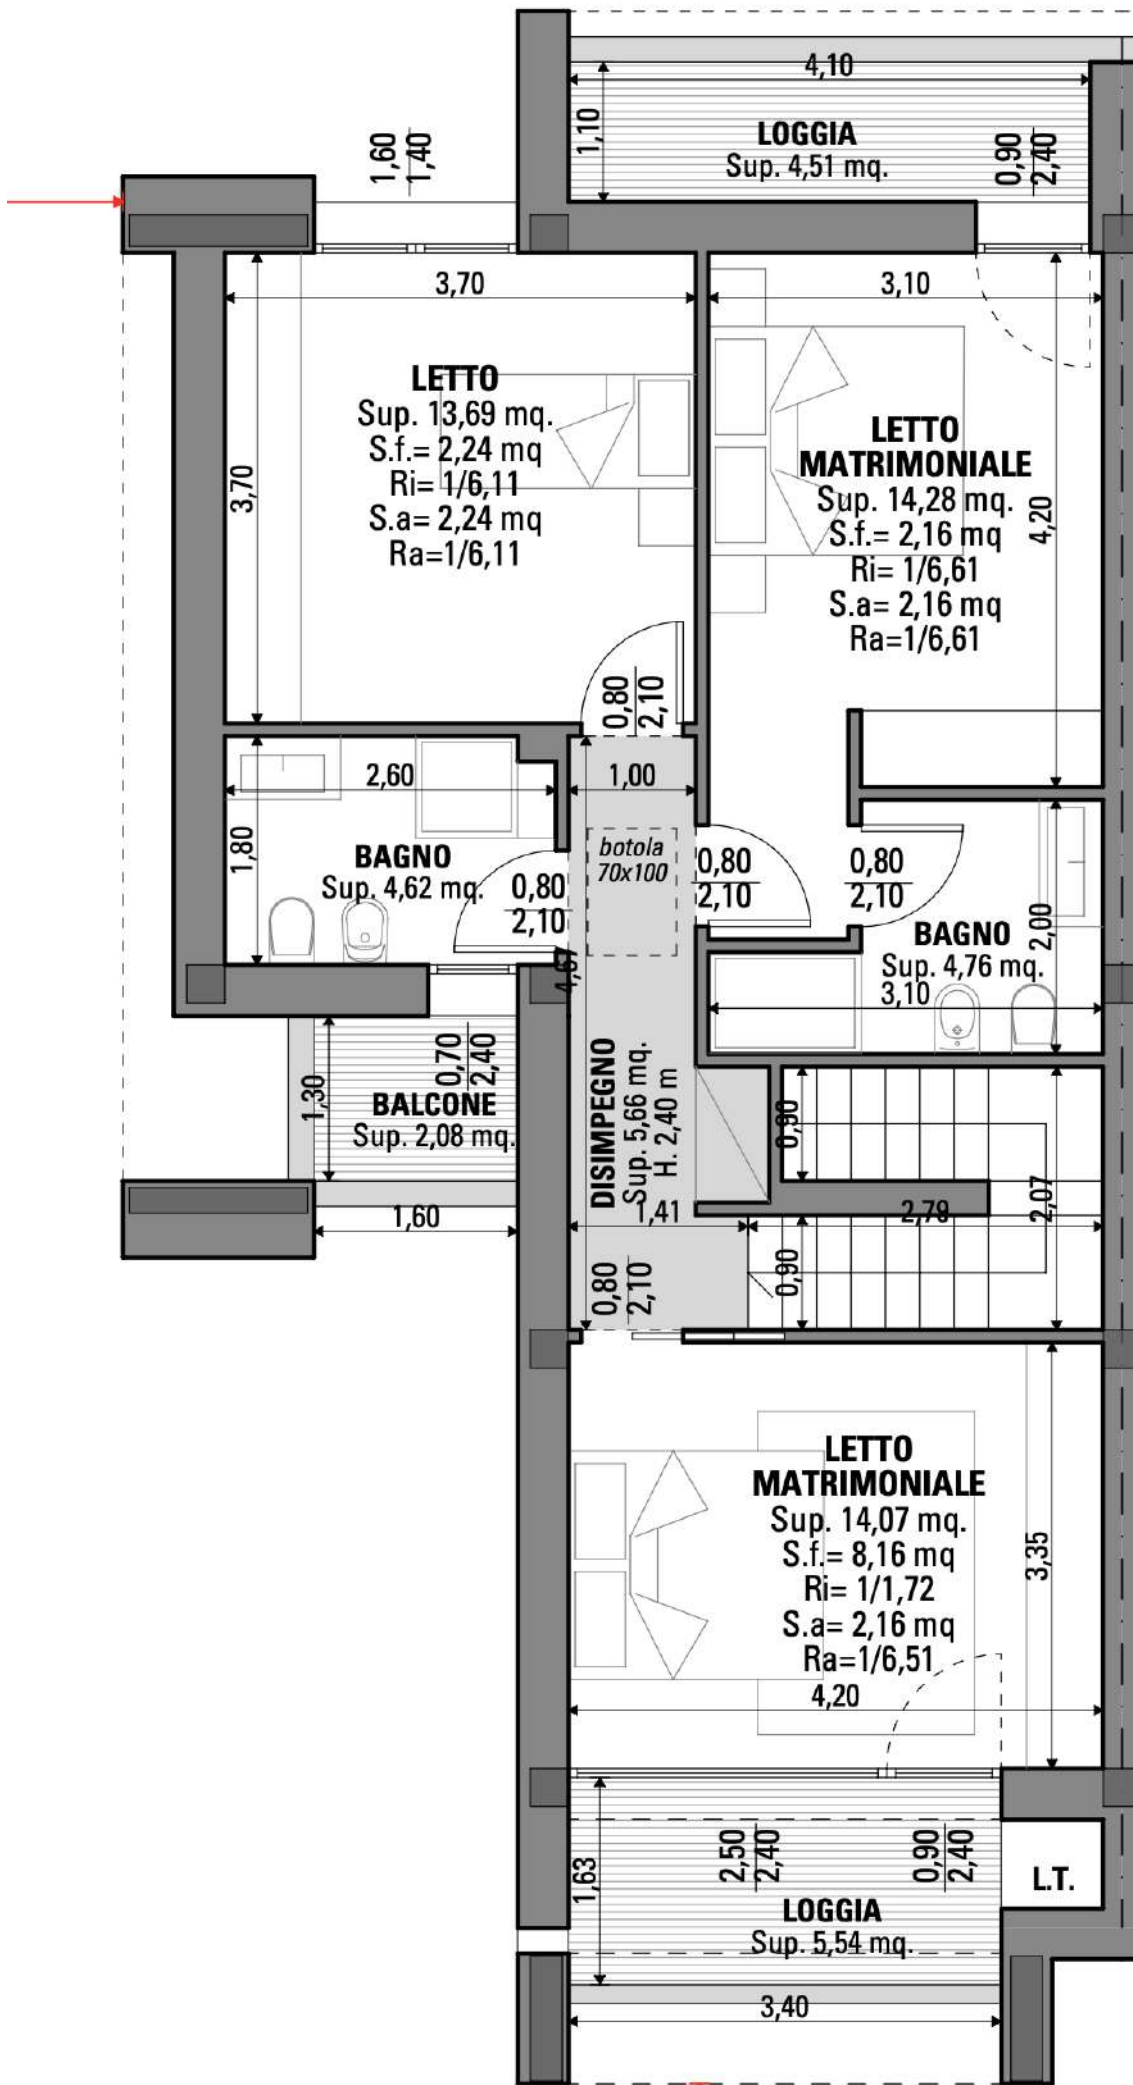 4,10
1,10
LOGGIA
Sup. 4,51 mq.
0,90
2,40
1,60
1,40
3,70
3,10
LETTO
Sup. 13,69 mq.
S.f.= 2,24 mq
Ri= 1/6,11
S.a= 2,24 mq
Ra=1/6,11
3,70
LETTO
MATRIMONIALE
Sup. 14,28 mq.
S.f.= 2,16 mq
Ri= 1/6,61
S.a= 2,16 mq
Ra=1/6,61
4,20
0,80
2,10
2,60
1,00
1,80
BAGNO
Sup. 4,62 mq.
0,80
2,10
botola
70x100
0,80
2,10
0,80
2,10
BAGNO
Sup. 4,76 mq.
2,00
3,10
4,67
0,70
2,40
1,30
BALCONE
Sup. 2,08 mq.
1,60
DISIMPEGNO
Sup. 5,66 mq.
H. 2,40 m
0,90
2,07
1,41
2,78
0,90
0,80
2,10
LETTO
MATRIMONIALE
Sup. 14,07 mq.
S.f.= 8,16 mq
Ri= 1/1,72
S.a= 2,16 mq
Ra=1/6,51
3,35
4,20
2,50
2,40
0,90
2,40
1,63
L.T.
LOGGIA
Sup. 5,54 mq.
3,40